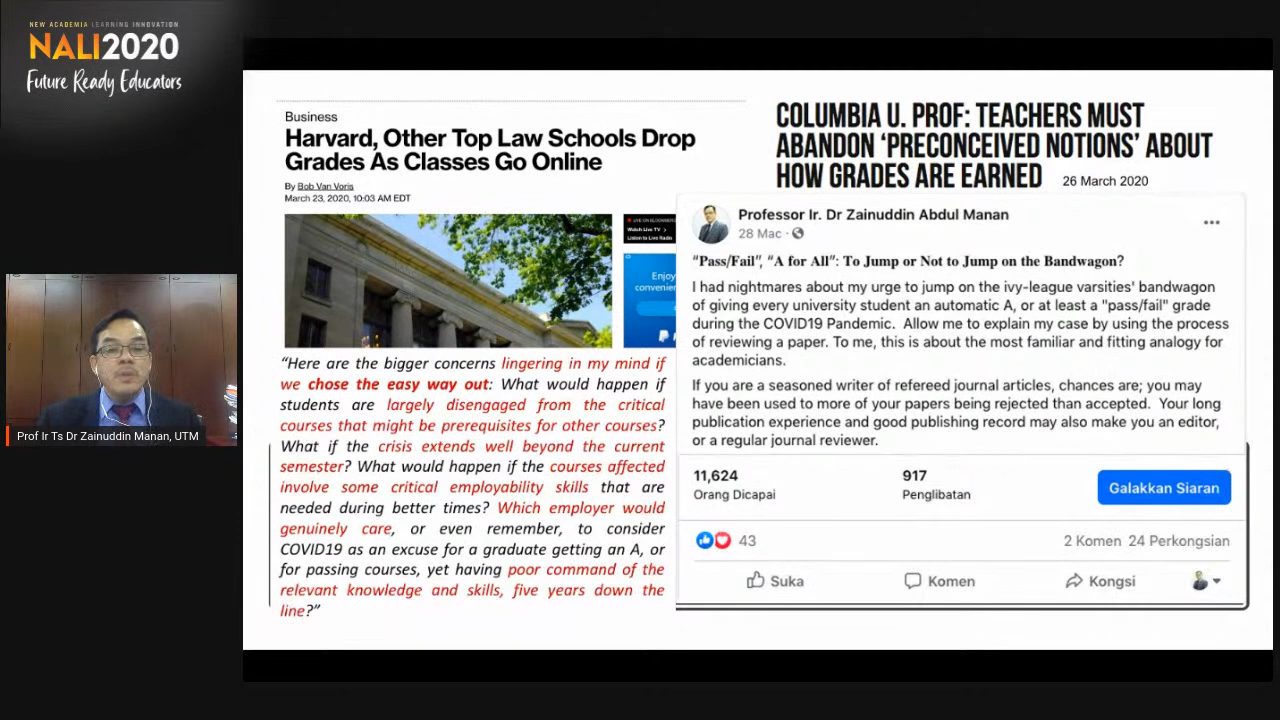 NEW ACADEMIA LEARNING INNOVATION
NALI2020
Future Ready Educators
Prof Ir Ts Dr Zainuddin Manan, UTM
Business
Harvard, Other Top Law Schools Drop
Grades As Classes Go Online
By Bob Van Voris
March 23, 2020, 10:03 AM EDT
LIVE ON BLOOMBERG
Watch Live TV >
Listen to Live Radio
Enjoy
convenien
“Here are the bigger concerns lingering in my mind if
we chose the easy way out: What would happen if
students are largely disengaged from the critical
courses that might be prerequisites for other courses?
What if the crisis extends well beyond the current
semester? What would happen if the courses affected
involve some critical employability skills that are
needed during better times? Which employer would
genuinely care, or even remember, to consider
COVID19 as an excuse for a graduate getting an A, or
for passing courses, yet having poor command of the
relevant knowledge and skills, five years down the
line?”
COLUMBIA U. PROF: TEACHERS MUST
ABANDON ‘PRECONCEIVED NOTIONS’ ABOUT
HOW GRADES ARE EARNED 26 March 2020
Professor Ir. Dr Zainuddin Abdul Manan
28 Mac ·
“Pass/Fail”, “A for All”: To Jump or Not to Jump on the Bandwagon?
I had nightmares about my urge to jump on the ivy-league varsities' bandwagon
of giving every university student an automatic A, or at least a "pass/fail" grade
during the COVID19 Pandemic. Allow me to explain my case by using the process
of reviewing a paper. To me, this is about the most familiar and fitting analogy for
academicians.
If you are a seasoned writer of refereed journal articles, chances are; you may
have been used to more of your papers being rejected than accepted. Your long
publication experience and good publishing record may also make you an editor,
or a regular journal reviewer.
11,624 917
Orang Dicapai Penglibatan Galakkan Siaran
43 2 Komen 24 Perkongsian
Suka Komen Kongsi